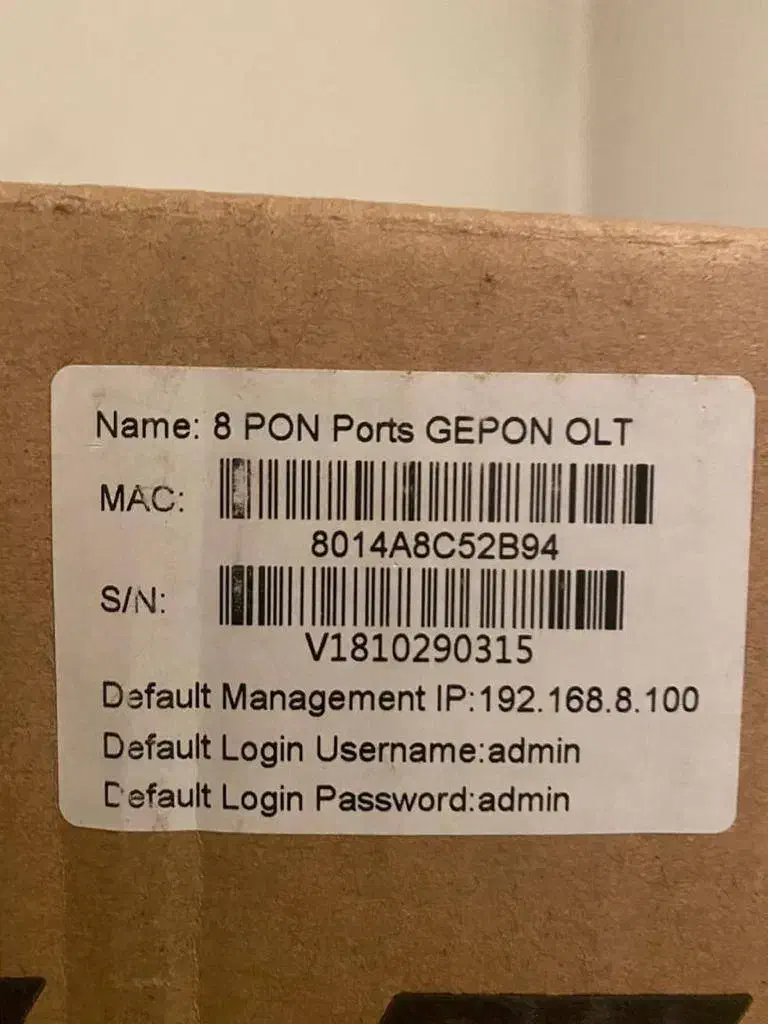 Name: 8 PON Ports GEPON OLT
MAC:
8014A8C52B94
S/N:
V1810290315
Default Management IP:192.168.8.100
Default Login Username:admin
Default Login Password:admin